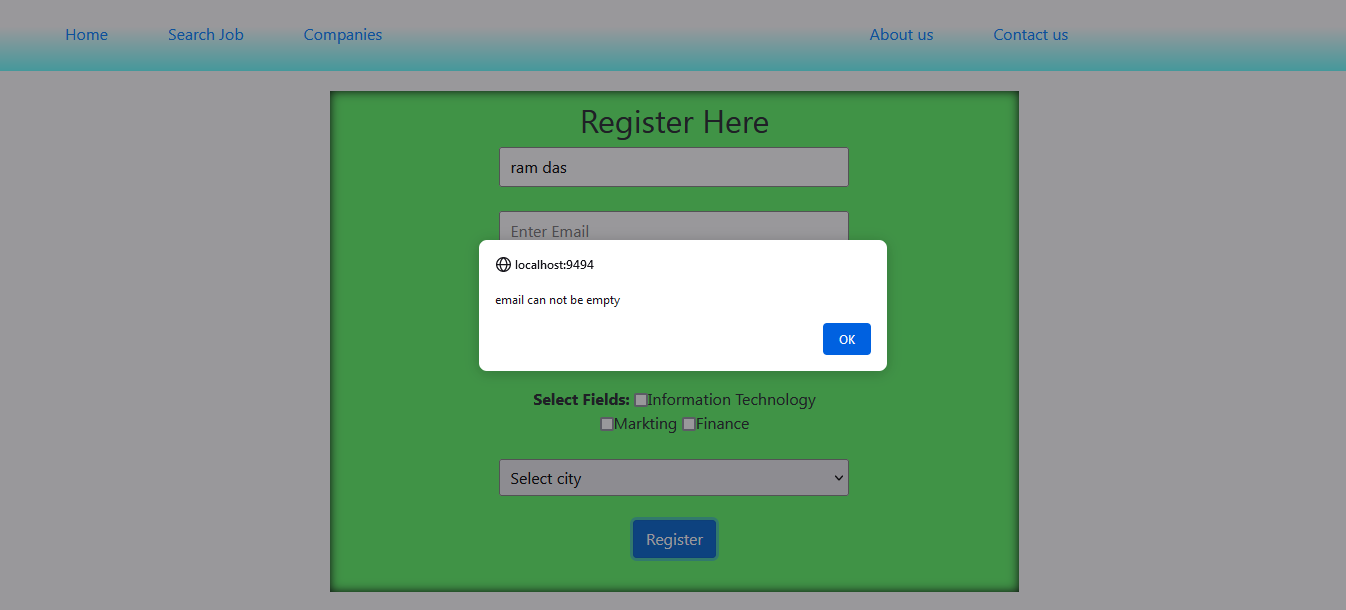 Home Search Job Companies About us Contact us
Register Here
ram das
Enter Email
localhost:9494
email can not be empty
OK
Select Fields: Information Technology
Markting Finance
Select city
Register